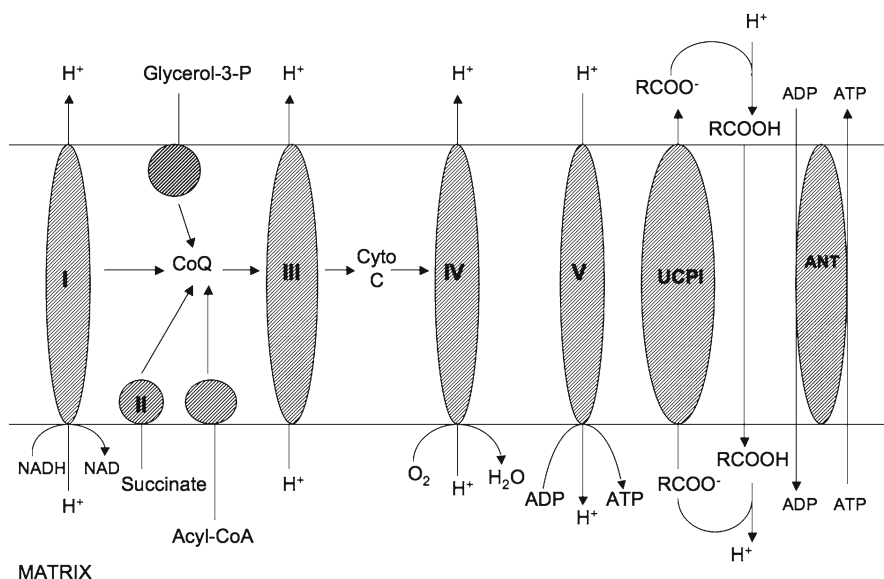 H⁺
H⁺ Glycerol-3-P H⁺ H⁺ H⁺ RCOO⁻ ADP ATP
RCOOH
I CoQ III Cyto C IV V UCPI ANT
II
NADH NAD O₂ H₂O RCOOH
Succinate H⁺ H⁺ ADP ATP RCOO⁻
H⁺ H⁺ ADP ATP
Acyl-CoA H⁺
MATRIX